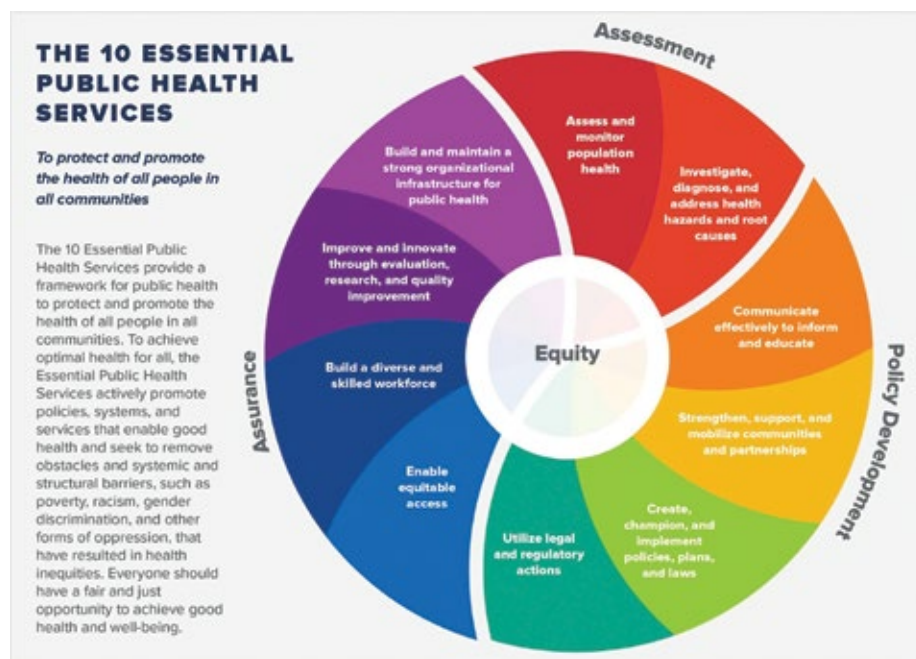 THE 10 ESSENTIAL
PUBLIC HEALTH
SERVICES
To protect and promote
the health of all people in
all communities
The 10 Essential Public
Health Services provide a
framework for public health
to protect and promote the
health of all people in all
communities. To achieve
optimal health for all, the
Essential Public Health
Services actively promote
policies, systems, and
services that enable good
health and seek to remove
obstacles and systemic and
structural barriers, such as
poverty, racism, gender
discrimination, and other
forms of oppression, that
have resulted in health
inequities. Everyone should
have a fair and just
opportunity to achieve good
health and well-being.
Assessment
Assess and
monitor
population
health
Investigate,
diagnose, and
address health
hazards and root
causes
Policy Development
Communicate
effectively to inform
and educate
Strengthen, support, and
mobilize communities
and partnerships
Create,
champion, and
implement
policies, plans,
and laws
Utilize legal
and regulatory
actions
Assurance
Enable
equitable
access
Build a diverse and
skilled workforce
Improve and innovate
through evaluation,
research, and quality
improvement
Build and maintain a
strong organizational
infrastructure for
public health
Equity